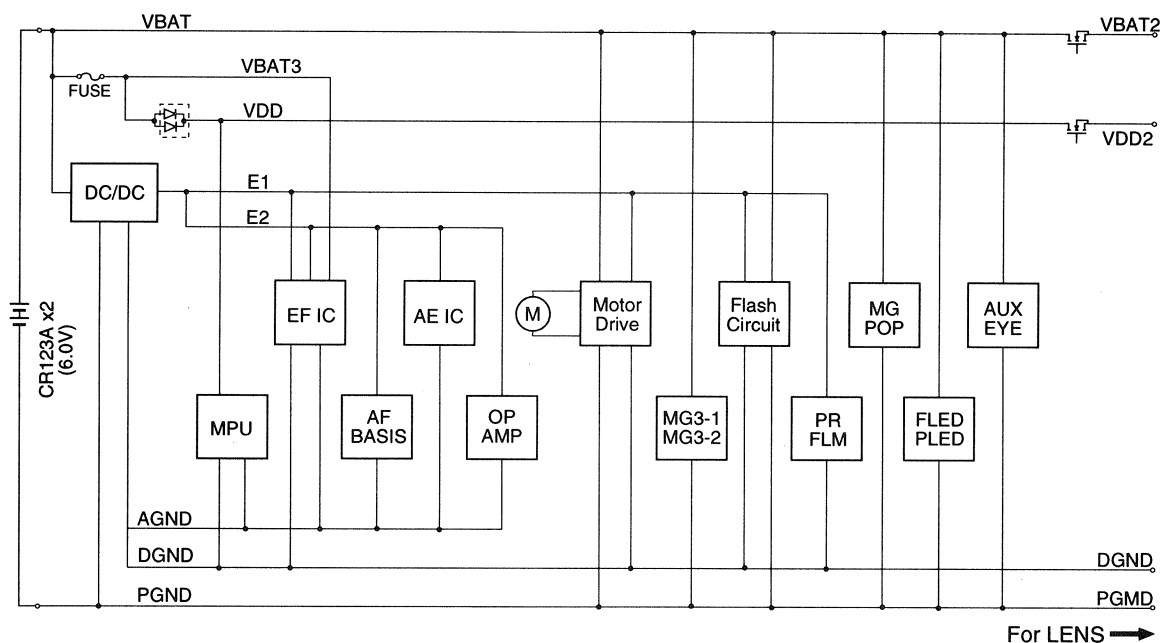 VBAT
VBAT2
VBAT3
FUSE
VDD
VDD2
DC/DC
E1
E2
CR123A x2
(6.0V)
EF IC
AE IC
M
Motor
Drive
Flash
Circuit
MG
POP
AUX
EYE
MPU
AF
BASIS
OP
AMP
MG3-1
MG3-2
PR
FLM
FLED
PLED
AGND
DGND
DGND
PGND
PGMD
For LENS